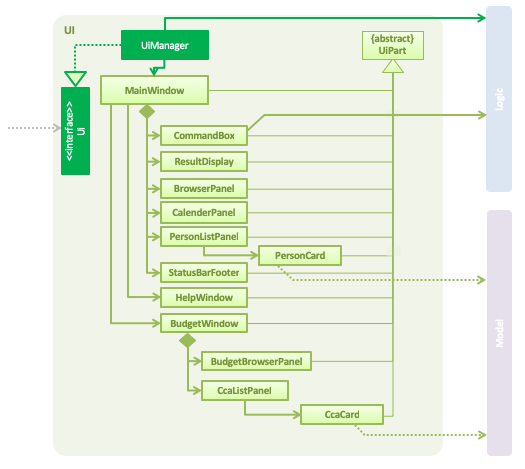 UI
UiManager
{abstract}
UiPart
Logic
MainWindow
<<interface>>
Ui
CommandBox
ResultDisplay
BrowserPanel
CalenderPanel
PersonListPanel
PersonCard
StatusBarFooter
HelpWindow
BudgetWindow
Model
BudgetBrowserPanel
CcaListPanel
CcaCard